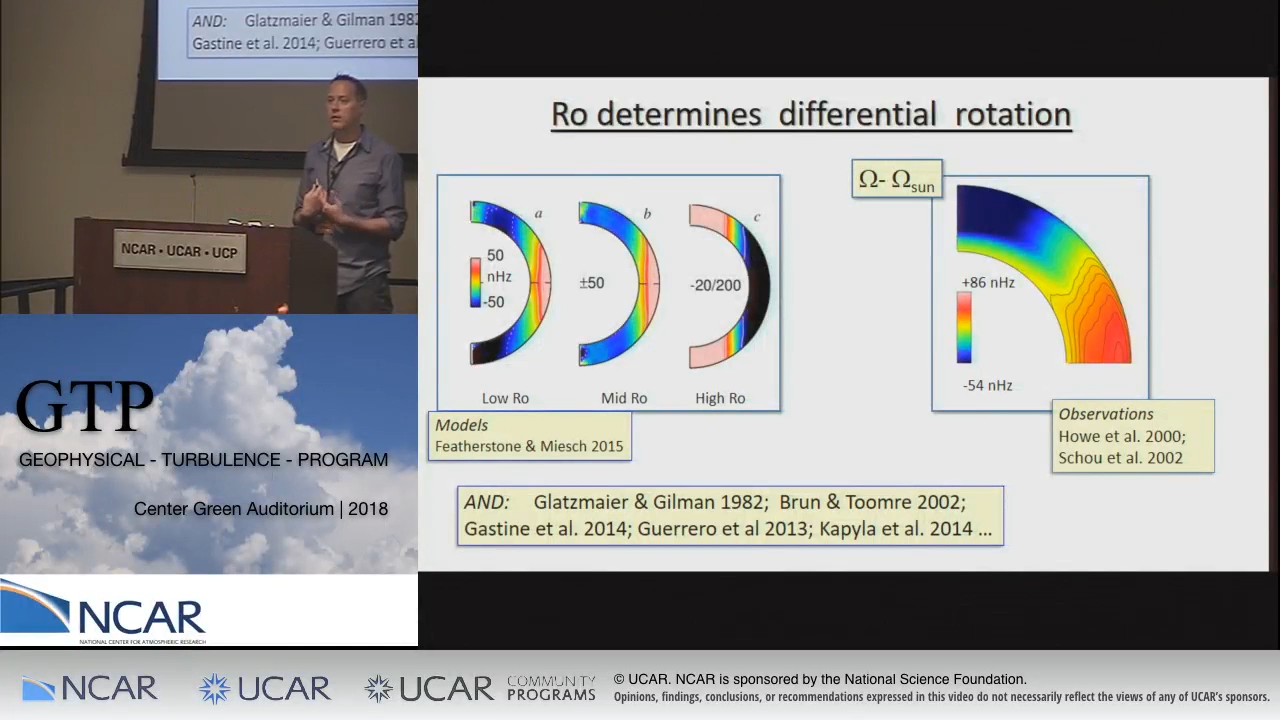 AND: Glatzmaier & Gilman 1982
Gastine et al. 2014; Guerrero et al
NCAR • UCAR • UCP
GTP
GEOPHYSICAL - TURBULENCE - PROGRAM
Center Green Auditorium | 2018
NCAR
NATIONAL CENTER FOR ATMOSPHERIC RESEARCH
Ro determines differential rotation
a
b
c
50
nHz
-50
±50
-20/200
Low Ro
Mid Ro
High Ro
Models
Featherstone & Miesch 2015
Ω- Ωsun
+86 nHz
-54 nHz
Observations
Howe et al. 2000;
Schou et al. 2002
AND: Glatzmaier & Gilman 1982; Brun & Toomre 2002;
Gastine et al. 2014; Guerrero et al 2013; Kapyla et al. 2014 ...
NCAR
UCAR
UCAR
COMMUNITY
PROGRAMS
© UCAR. NCAR is sponsored by the National Science Foundation.
Opinions, findings, conclusions, or recommendations expressed in this video do not necessarily reflect the views of any of UCAR's sponsors.